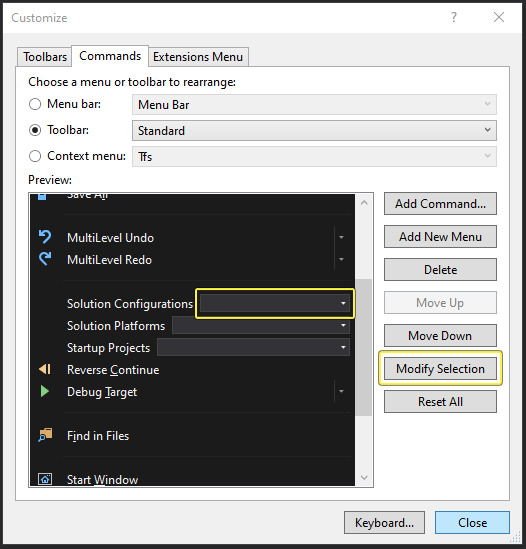 Customize
Toolbars Commands Extensions Menu
Choose a menu or toolbar to rearrange:
Menu bar: Menu Bar
Toolbar: Standard
Context menu: Tfs
Preview:
Save All
MultiLevel Undo
MultiLevel Redo
Solution Configurations
Solution Platforms
Startup Projects
Reverse Continue
Debug Target
Find in Files
Start Window
Add Command...
Add New Menu
Delete
Move Up
Move Down
Modify Selection
Reset All
Keyboard... Close